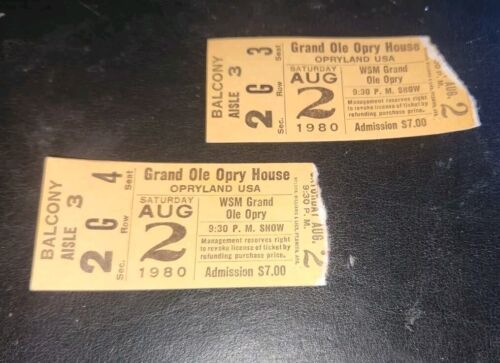 BALCONY
AISLE 3
2 G 3
Sec. Row Seat
Grand Ole Opry House
OPRYLAND USA
SATURDAY
AUG
2
1980
WSM Grand
Ole Opry
9:30 P. M. SHOW
Management reserves right
to revoke license of ticket by
refunding purchase price.
Admission $7.00
AUG. 2
BALCONY
AISLE 3
2 G 4
Sec. Row Seat
Grand Ole Opry House
OPRYLAND USA
SATURDAY
AUG
2
1980
WSM Grand
Ole Opry
9:30 P. M. SHOW
Management reserves right
to revoke license of ticket by
refunding purchase price.
Admission $7.00
AUG. 2
9:30 P. M.